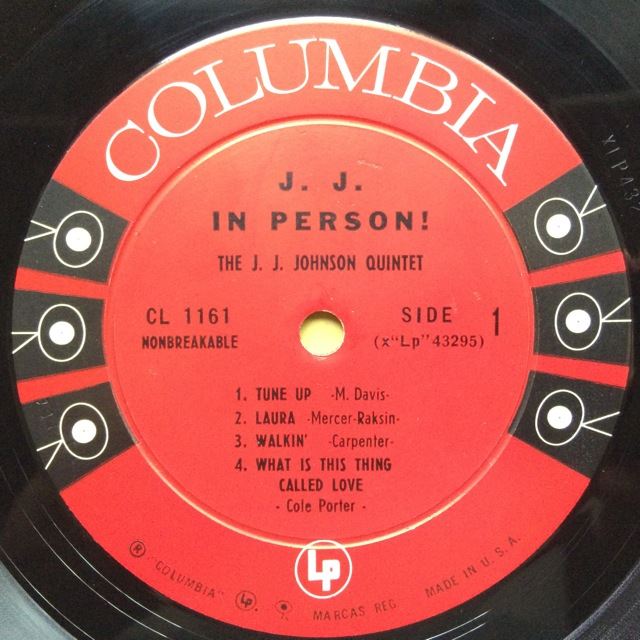 COLUMBIA
J. J.
IN PERSON!
THE J. J. JOHNSON QUINTET
CL 1161
NONBREAKABLE
SIDE 1
(x“Lp”43295)
1. TUNE UP -M. Davis-
2. LAURA -Mercer-Raksin-
3. WALKIN’ -Carpenter-
4. WHAT IS THIS THING
CALLED LOVE
- Cole Porter -
Lp
® "COLUMBIA" Lp MARCAS REG. MADE IN U. S. A.